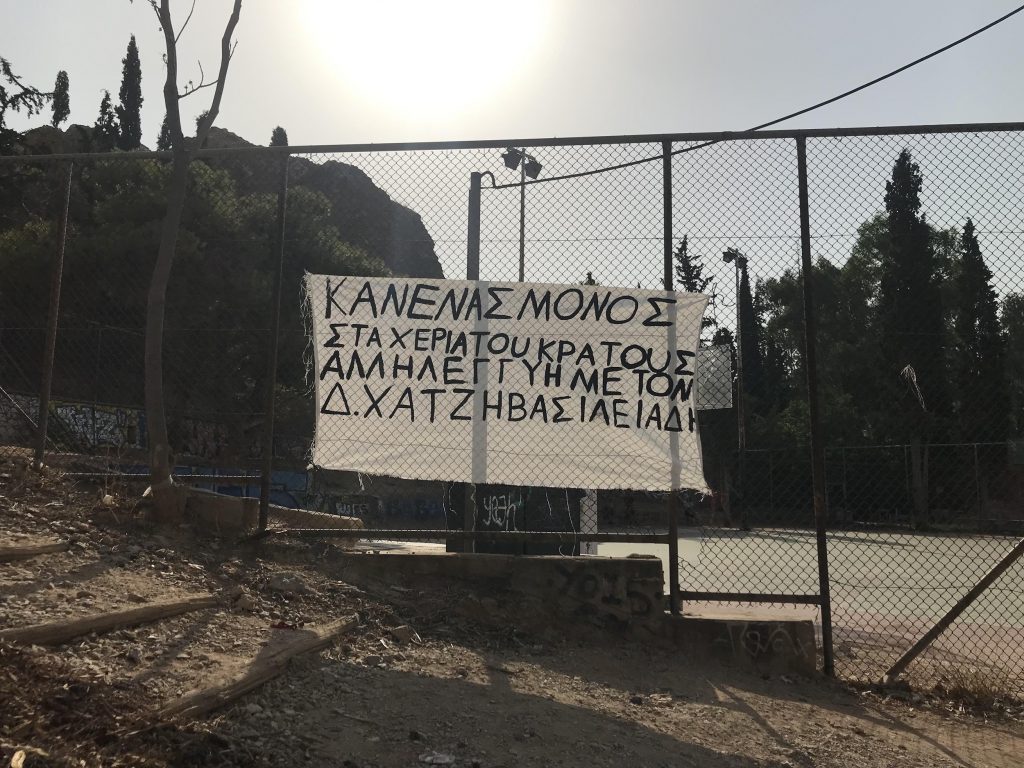 ΚΑΝΕΝΑΣ ΜΟΝΟΣ
ΣΤΑ ΧΕΡΙΑ ΤΟΥ ΚΡΑΤΟΥΣ
ΑΛΛΗΛΕΓΓΥΗ ΜΕ ΤΟΝ
Δ. ΧΑΤΖΗΒΑΣΙΛΕΙΑΔΗ